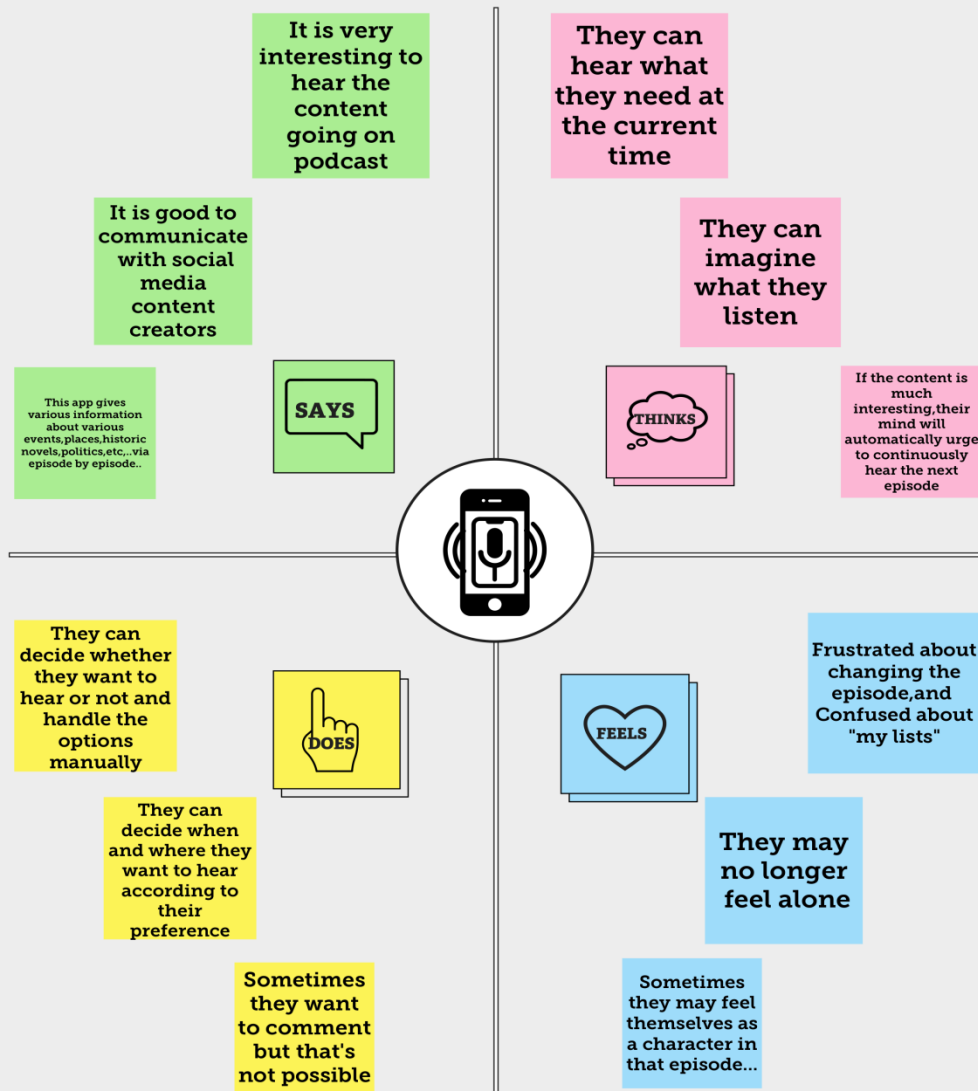 It is very
interesting to
hear the
content
going on
podcast
It is good to
communicate
with social
media
content
creators
This app gives
various information
about various
events,places,historic
novels,politics,etc,..via
episode by episode..
SAYS
They can
hear what
they need at
the current
time
They can
imagine
what they
listen
If the content is
much
interesting,their
mind will
automatically urge
to continuously
hear the next
episode
THINKS
They can
decide whether
they want to
hear or not and
handle the
options
manually
They can
decide when
and where they
want to hear
according to
their
preference
Sometimes
they want
to comment
but that's
not possible
DOES
FEELS
Frustrated about
changing the
episode,and
Confused about
"my lists"
They may
no longer
feel alone
Sometimes
they may feel
themselves as
a character in
that episode...